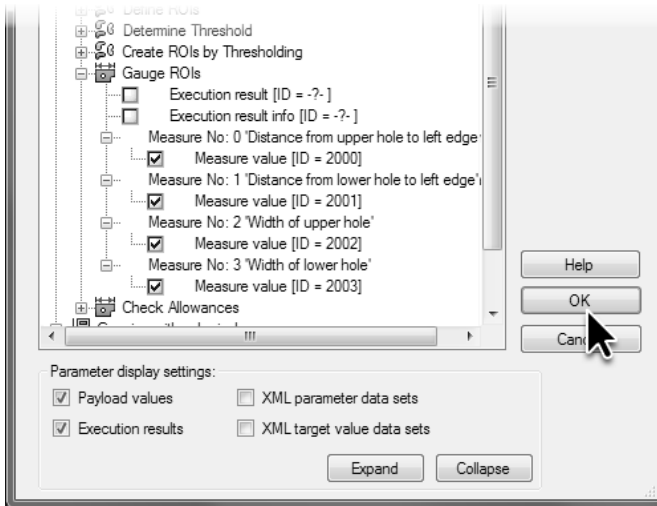 Define ROIs
Determine Threshold
Create ROIs by Thresholding
Gauge ROIs
Execution result [ID = -?- ]
Execution result info [ID = -?- ]
Measure No: 0 'Distance from upper hole to left edge'
Measure value [ID = 2000]
Measure No: 1 'Distance from lower hole to left edge'
Measure value [ID = 2001]
Measure No: 2 'Width of upper hole'
Measure value [ID = 2002]
Measure No: 3 'Width of lower hole'
Measure value [ID = 2003]
Help
OK
Check Allowances
Parameter display settings:
Payload values
XML parameter data sets
Execution results
XML target value data sets
Expand
Collapse